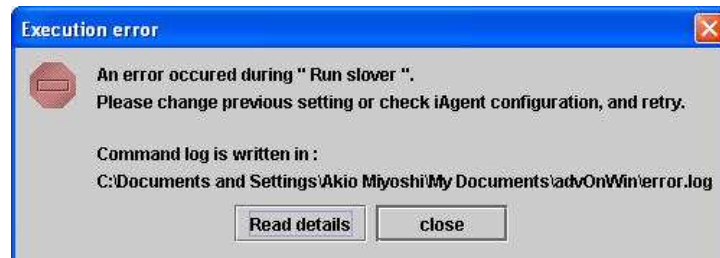 Execution error
An error occured during " Run slover ".
Please change previous setting or check iAgent configuration, and retry.
Command log is written in :
C:\Documents and Settings\Akio Miyoshi\My Documents\advOnWin\error.log
Read details
close